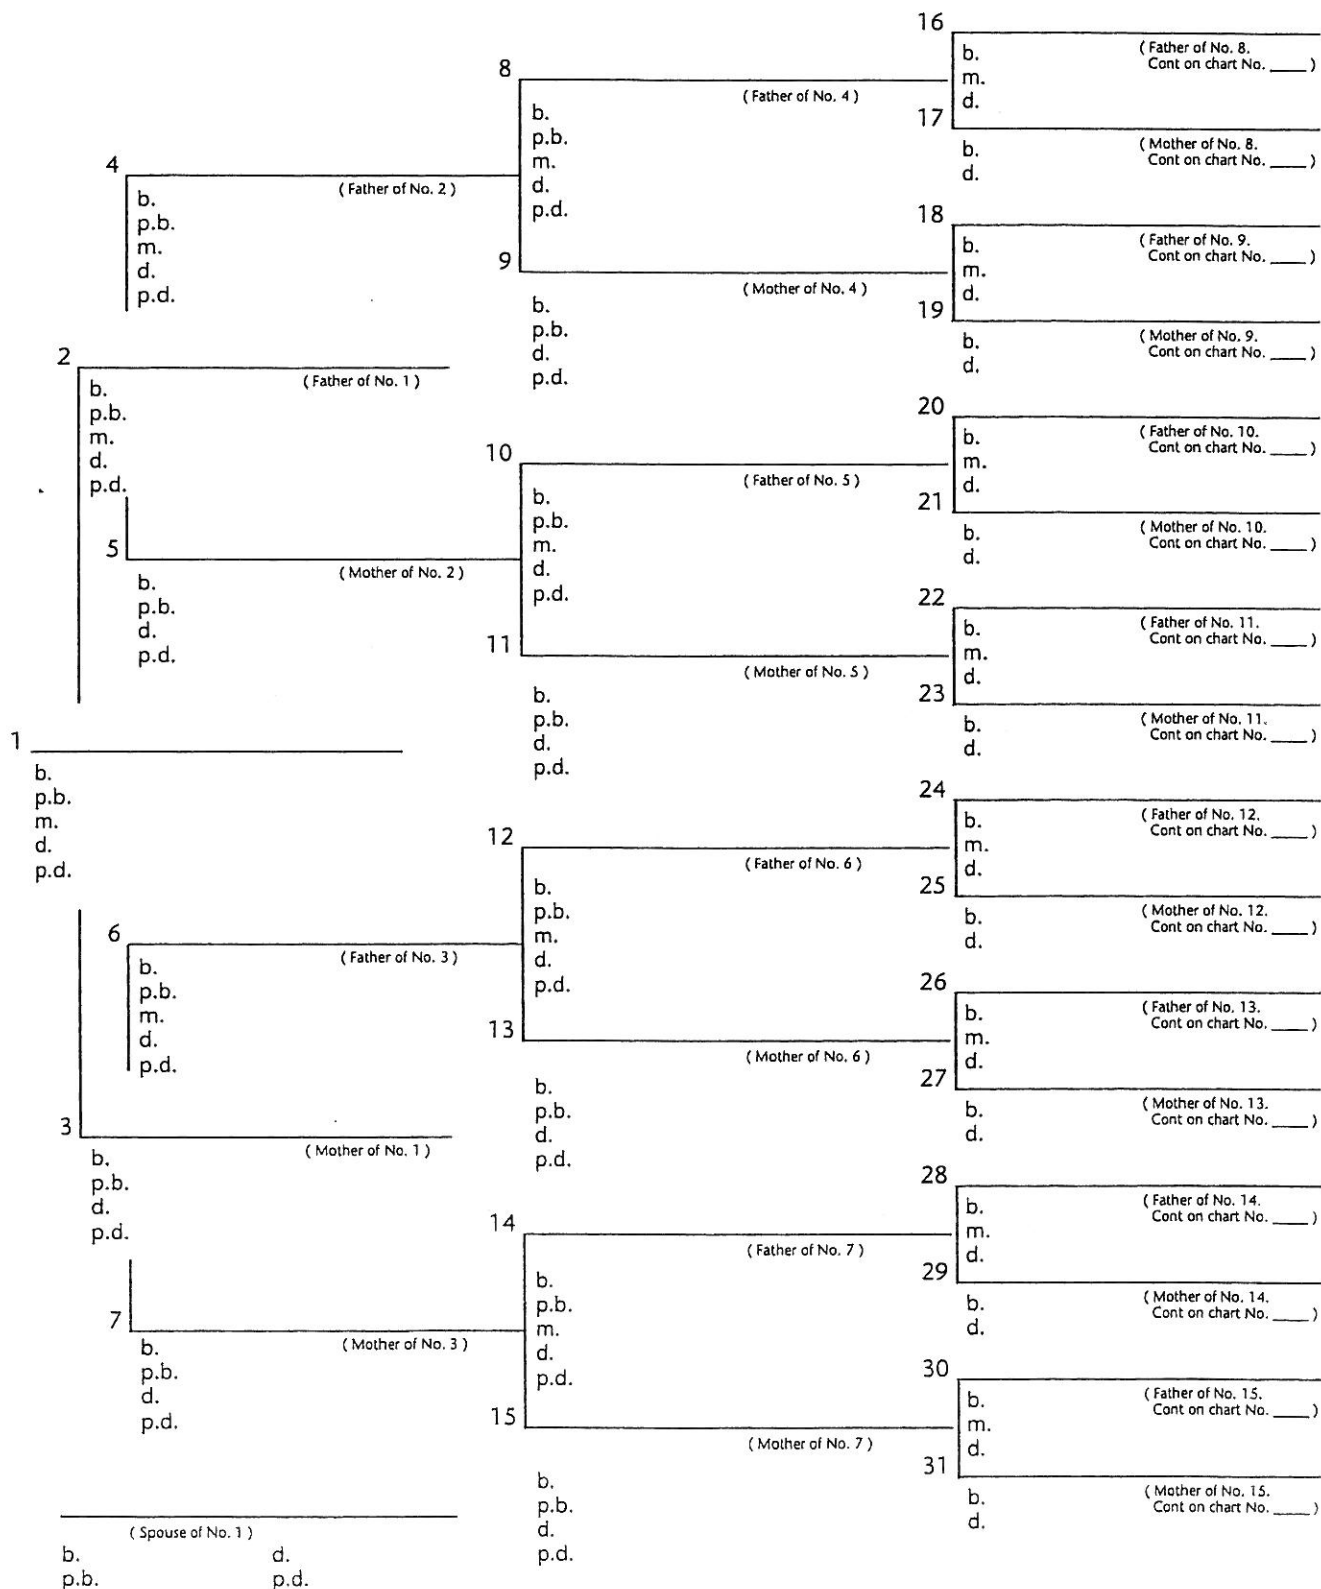 16
b. ( Father of No. 8.
m. Cont on chart No. ____ )
d.
17
b. ( Mother of No. 8.
d. Cont on chart No. ____ )
8
( Father of No. 4 )
b.
p.b.
m.
d.
p.d.
4
( Father of No. 2 )
b.
p.b.
m.
d.
p.d.
18
b. ( Father of No. 9.
m. Cont on chart No. ____ )
d.
19
b. ( Mother of No. 9.
d. Cont on chart No. ____ )
9
( Mother of No. 4 )
b.
p.b.
d.
p.d.
2
( Father of No. 1 )
b.
p.b.
m.
d.
p.d.
20
b. ( Father of No. 10.
m. Cont on chart No. ____ )
d.
21
b. ( Mother of No. 10.
d. Cont on chart No. ____ )
10
( Father of No. 5 )
b.
p.b.
m.
d.
p.d.
5
( Mother of No. 2 )
b.
p.b.
d.
p.d.
22
b. ( Father of No. 11.
m. Cont on chart No. ____ )
d.
23
b. ( Mother of No. 11.
d. Cont on chart No. ____ )
11
( Mother of No. 5 )
b.
p.b.
d.
p.d.
1
b.
p.b.
m.
d.
p.d.
24
b. ( Father of No. 12.
m. Cont on chart No. ____ )
d.
25
b. ( Mother of No. 12.
d. Cont on chart No. ____ )
12
( Father of No. 6 )
b.
p.b.
m.
d.
p.d.
6
( Father of No. 3 )
b.
p.b.
m.
d.
p.d.
26
b. ( Father of No. 13.
m. Cont on chart No. ____ )
d.
27
b. ( Mother of No. 13.
d. Cont on chart No. ____ )
13
( Mother of No. 6 )
b.
p.b.
d.
p.d.
3
( Mother of No. 1 )
b.
p.b.
d.
p.d.
28
b. ( Father of No. 14.
m. Cont on chart No. ____ )
d.
29
b. ( Mother of No. 14.
d. Cont on chart No. ____ )
14
( Father of No. 7 )
b.
p.b.
m.
d.
p.d.
7
( Mother of No. 3 )
b.
p.b.
d.
p.d.
30
b. ( Father of No. 15.
m. Cont on chart No. ____ )
d.
31
b. ( Mother of No. 15.
d. Cont on chart No. ____ )
15
( Mother of No. 7 )
b.
p.b.
d.
p.d.
( Spouse of No. 1 )
b. d.
p.b. p.d.